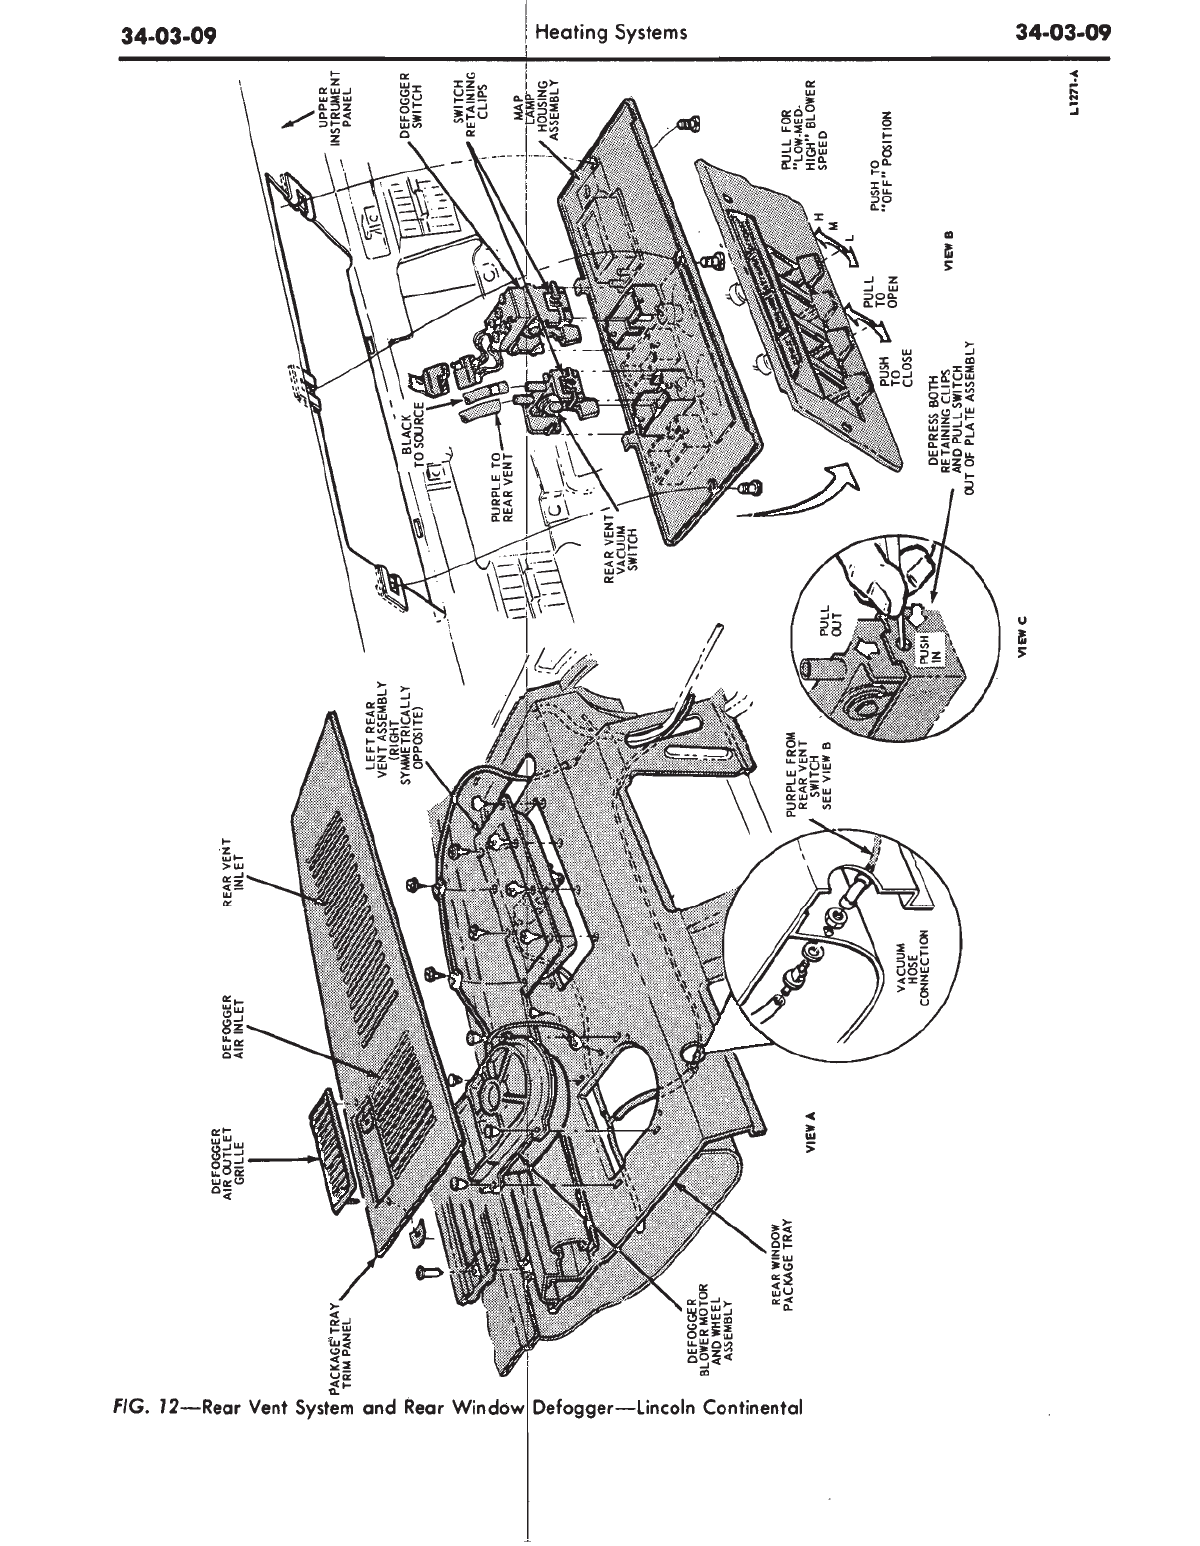 34-03-09
Heating Systems
34-03-09
UPPER
INSTRUMENT
PANEL
DEFOGGER
SWITCH
SWITCH
RETAINING
CLIPS
MAP
LAMP
HOUSING
ASSEMBLY
BLACK
TO SOURCE
PURPLE TO
REAR VENT
REAR VENT
VACUUM
SWITCH
PULL FOR
"LOW-MED-
HIGH" BLOWER
SPEED
PUSH TO
"OFF" POSITION
H
M
L
PULL
TO
OPEN
PUSH
TO
CLOSE
VIEW B
L1271-A
DEPRESS BOTH
RETAINING CLIPS
AND PULL SWITCH
OUT OF PLATE ASSEMBLY
PULL
OUT
PUSH
IN
VIEW C
LEFT REAR
VENT ASSEMBLY
(RIGHT
SYMMETRICALLY
OPPOSITE)
REAR VENT
INLET
DEFOGGER
AIR INLET
DEFOGGER
AIR OUTLET
GRILLE
PACKAGE TRAY
TRIM PANEL
PURPLE FROM
REAR VENT
SWITCH
SEE VIEW B
VACUUM
HOSE
CONNECTION
VIEW A
REAR WINDOW
PACKAGE TRAY
DEFOGGER
BLOWER MOTOR
AND WHEEL
ASSEMBLY
FIG. 12—Rear Vent System and Rear Window Defogger—Lincoln Continental